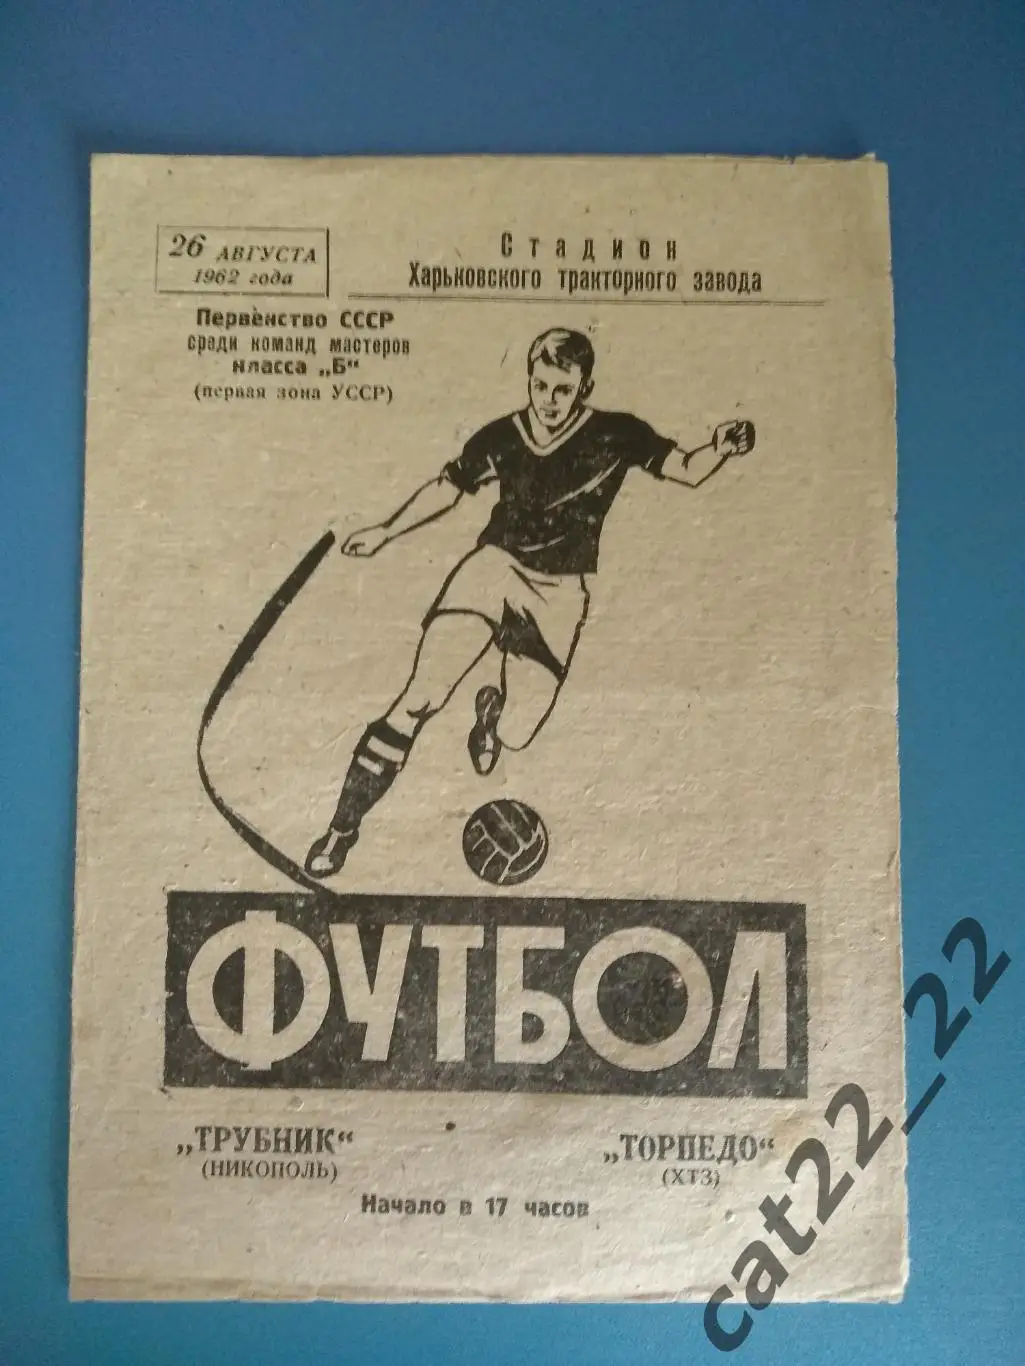 26 АВГУСТА
1962 года
Стадион
Харьковского тракторного завода
Первенство СССР
среди команд мастеров
класса „Б“
(первая зона УССР)
ФУТБОЛ
„ТРУБНИК“
(НИКОПОЛЬ)
„ТОРПЕДО“
(ХТЗ)
Начало в 17 часов
cat22_22